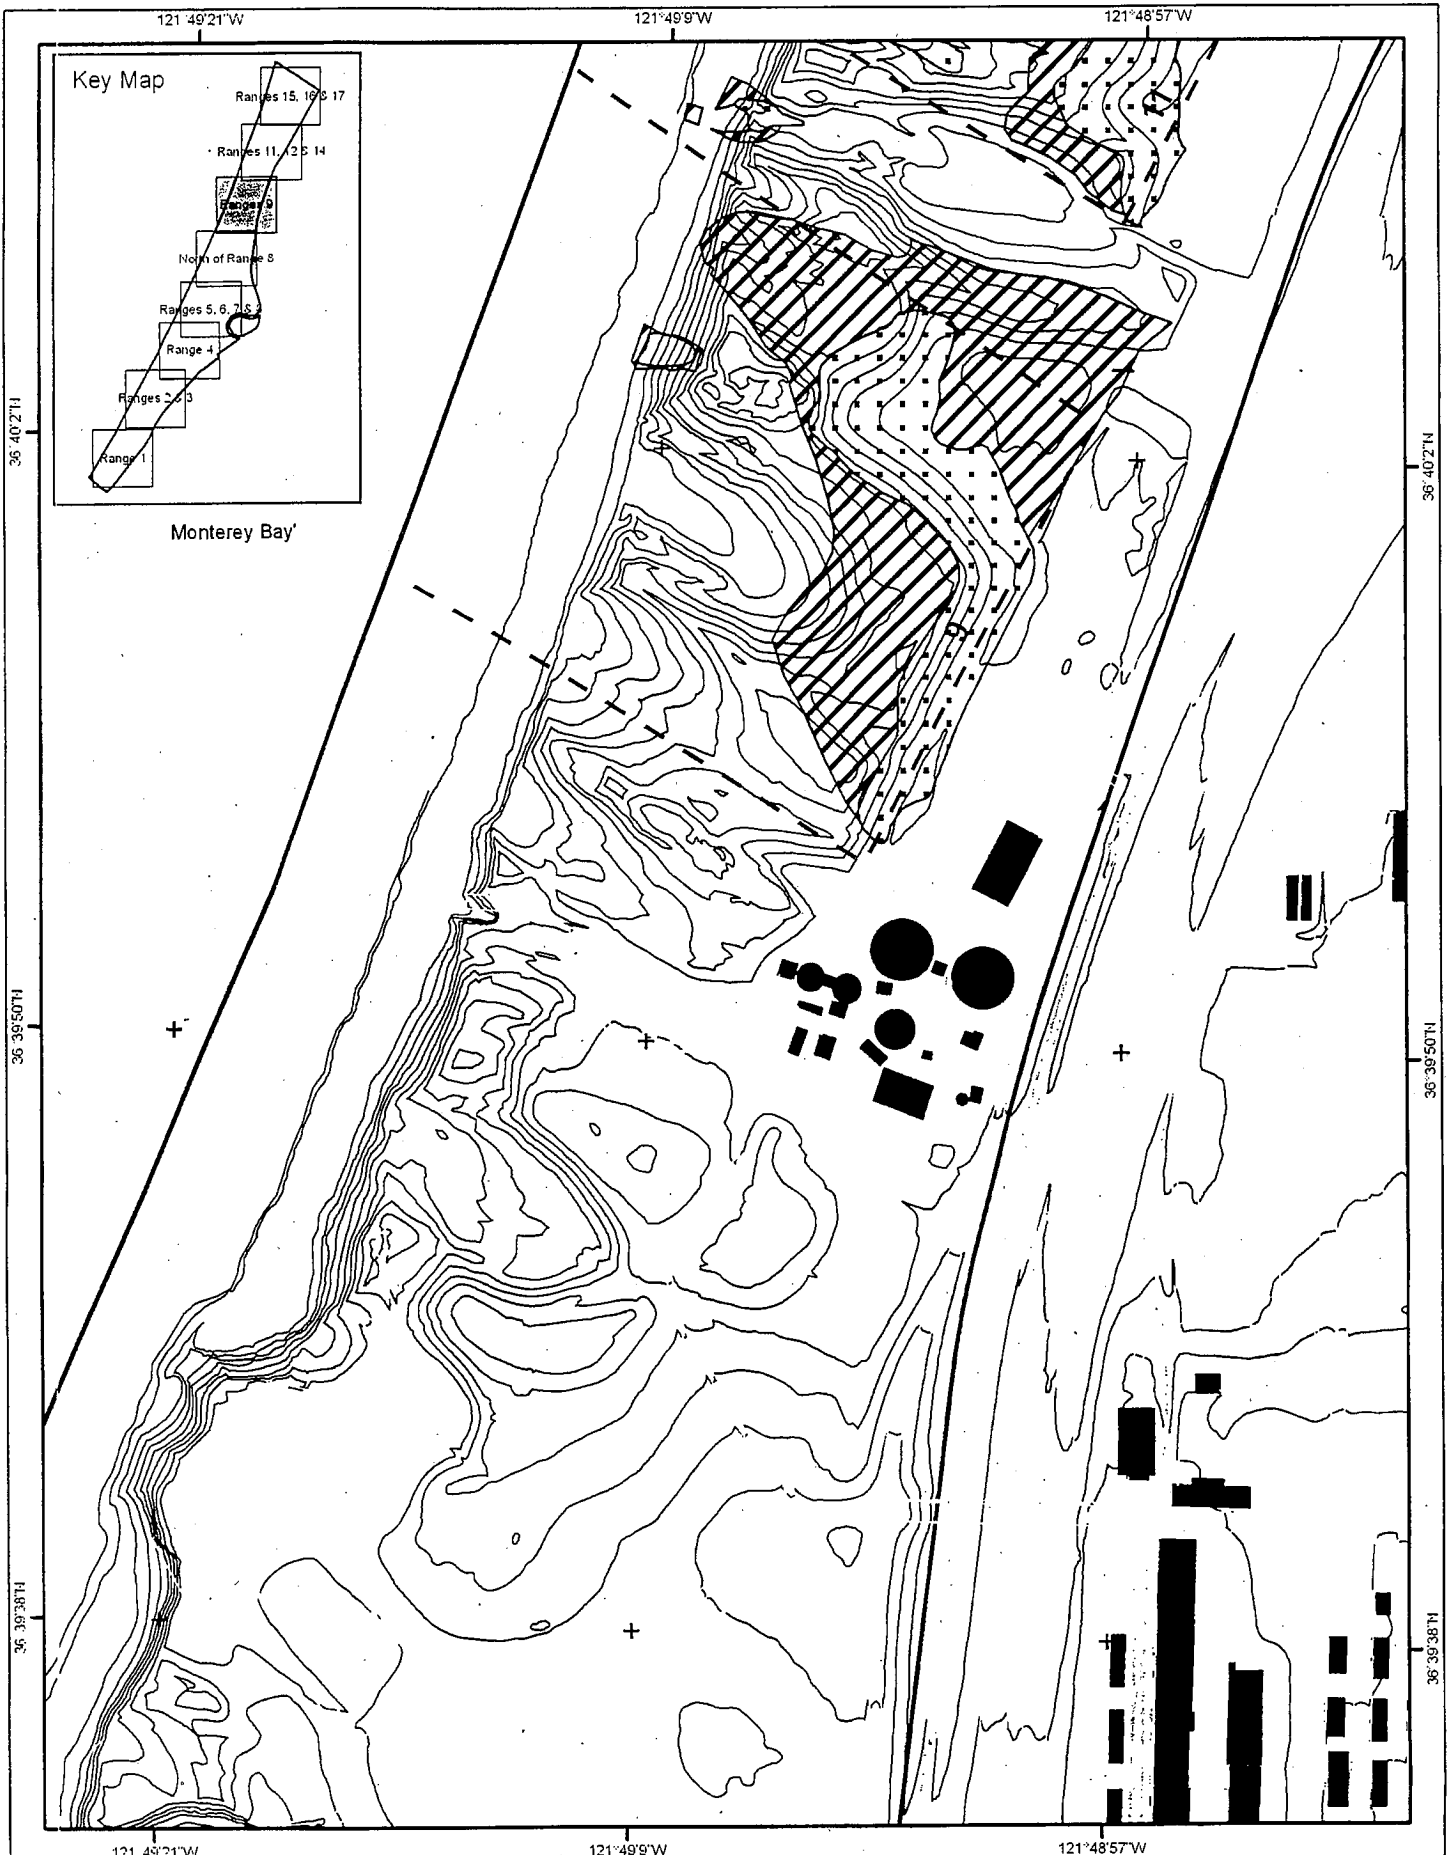 121°49'21"W 121°49'9"W 121°48'57"W
Key Map
Ranges 15, 16 & 17
Ranges 11, 12 & 14
Ranges 9
North of Range 8
Ranges 5, 6, 7 &
Range 4
Ranges 2 & 3
Range 1
Monterey Bay
36°40'2"N 36°40'2"N
9
36°39'50"N 36°39'50"N
36°39'38"N 36°39'38"N
121°49'21"W 121°49'9"W 121°48'57"W